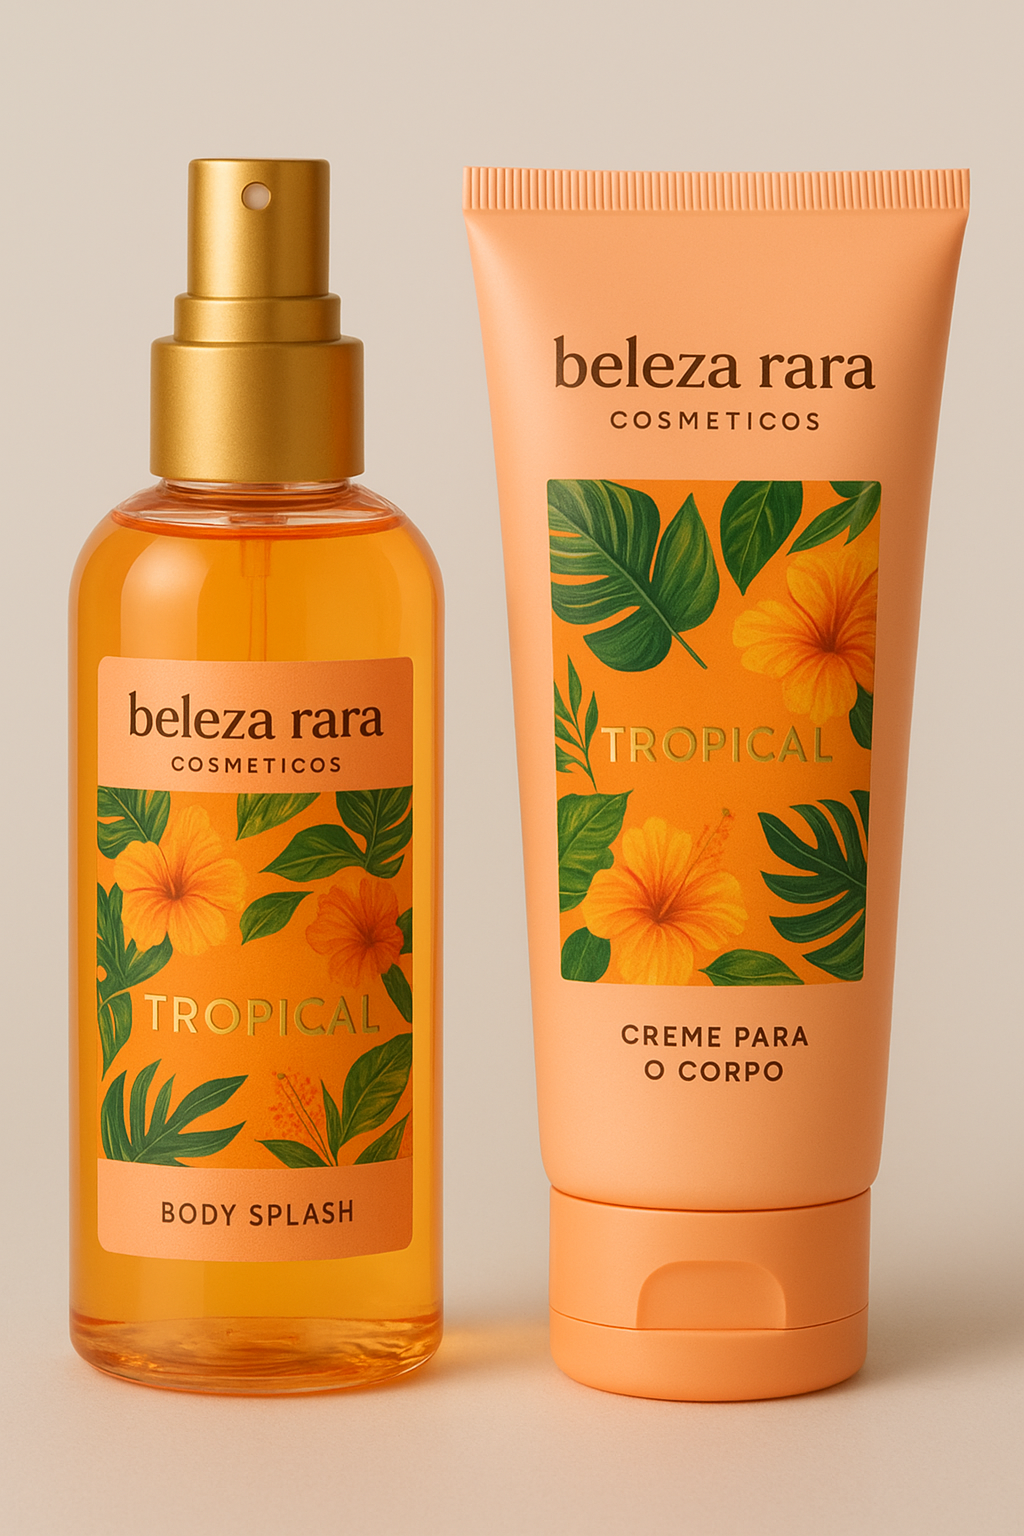 beleza rara
COSMETICOS
TROPICAL
BODY SPLASH
beleza rara
COSMETICOS
TROPICAL
CREME PARA
O CORPO